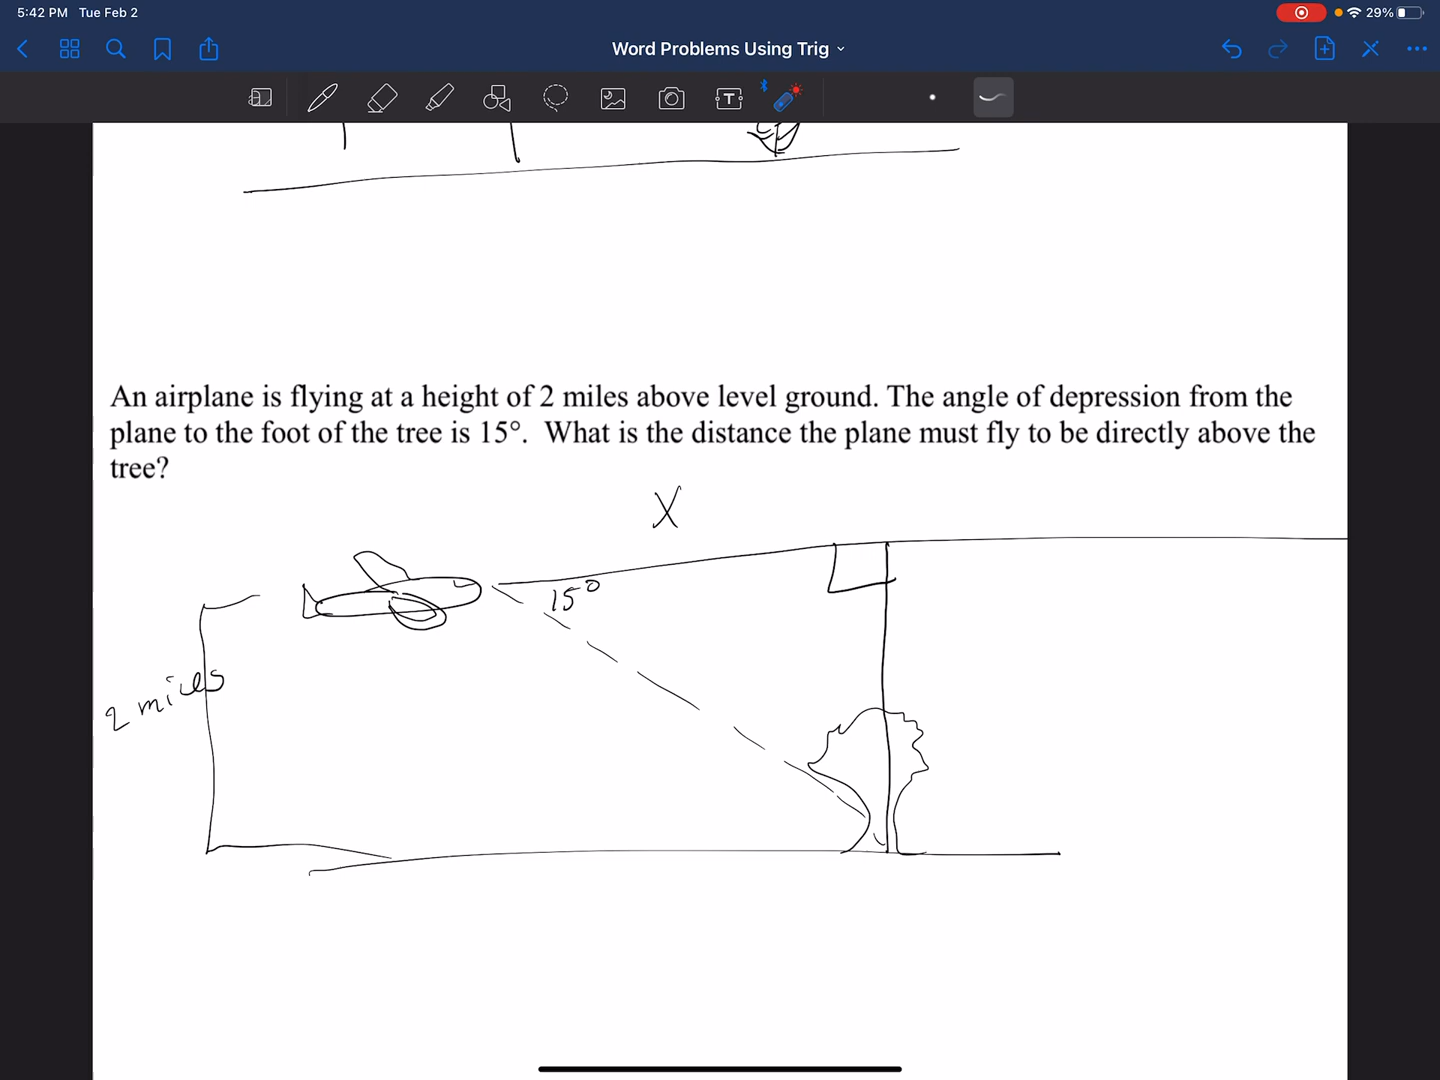 5:42 PM Tue Feb 2
29%
Word Problems Using Trig
T
An airplane is flying at a height of 2 miles above level ground. The angle of depression from the
plane to the foot of the tree is 15°. What is the distance the plane must fly to be directly above the
tree?
X
15°
2 miles